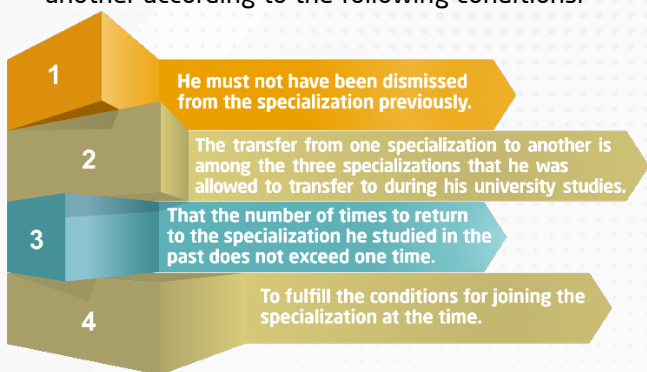 another according to the following conditions:
1
He must not have been dismissed
from the specialization previously.
2
The transfer from one specialization to another is
among the three specializations that he was
allowed to transfer to during his university studies.
3
That the number of times to return
to the specialization he studied in the
past does not exceed one time.
4
To fulfill the conditions for joining the
specialization at the time.